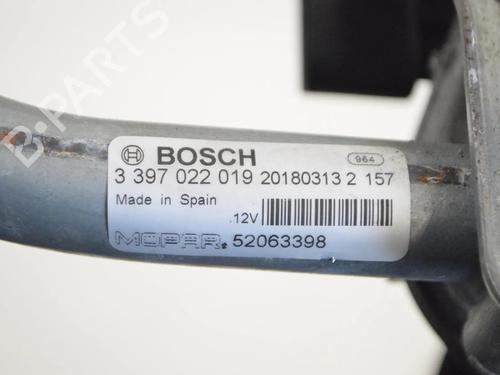 B-PARTS
BOSCH
964
3 397 022 019 20180313 2 157
Made in Spain
12V
MOPAR. 52063398